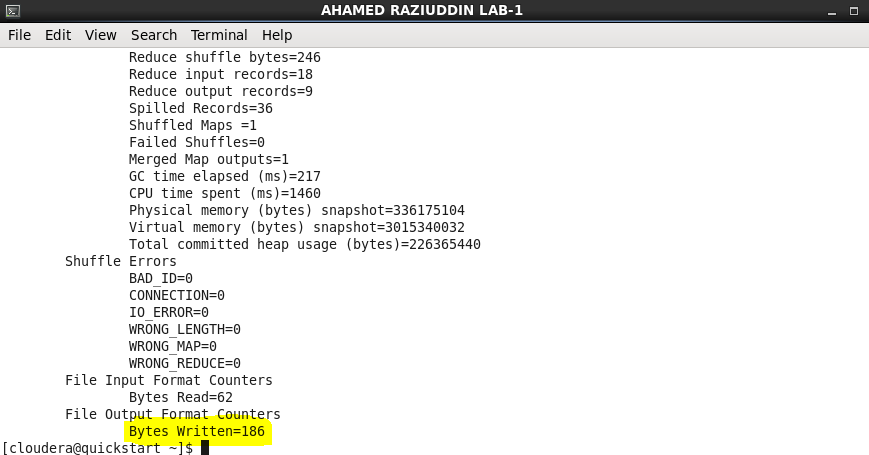 AHAMED RAZIUDDIN LAB-1
File Edit View Search Terminal Help
Reduce shuffle bytes=246
Reduce input records=18
Reduce output records=9
Spilled Records=36
Shuffled Maps =1
Failed Shuffles=0
Merged Map outputs=1
GC time elapsed (ms)=217
CPU time spent (ms)=1460
Physical memory (bytes) snapshot=336175104
Virtual memory (bytes) snapshot=3015340032
Total committed heap usage (bytes)=226365440
Shuffle Errors
BAD_ID=0
CONNECTION=0
IO_ERROR=0
WRONG_LENGTH=0
WRONG_MAP=0
WRONG_REDUCE=0
File Input Format Counters
Bytes Read=62
File Output Format Counters
Bytes Written=186
[cloudera@quickstart ~]$